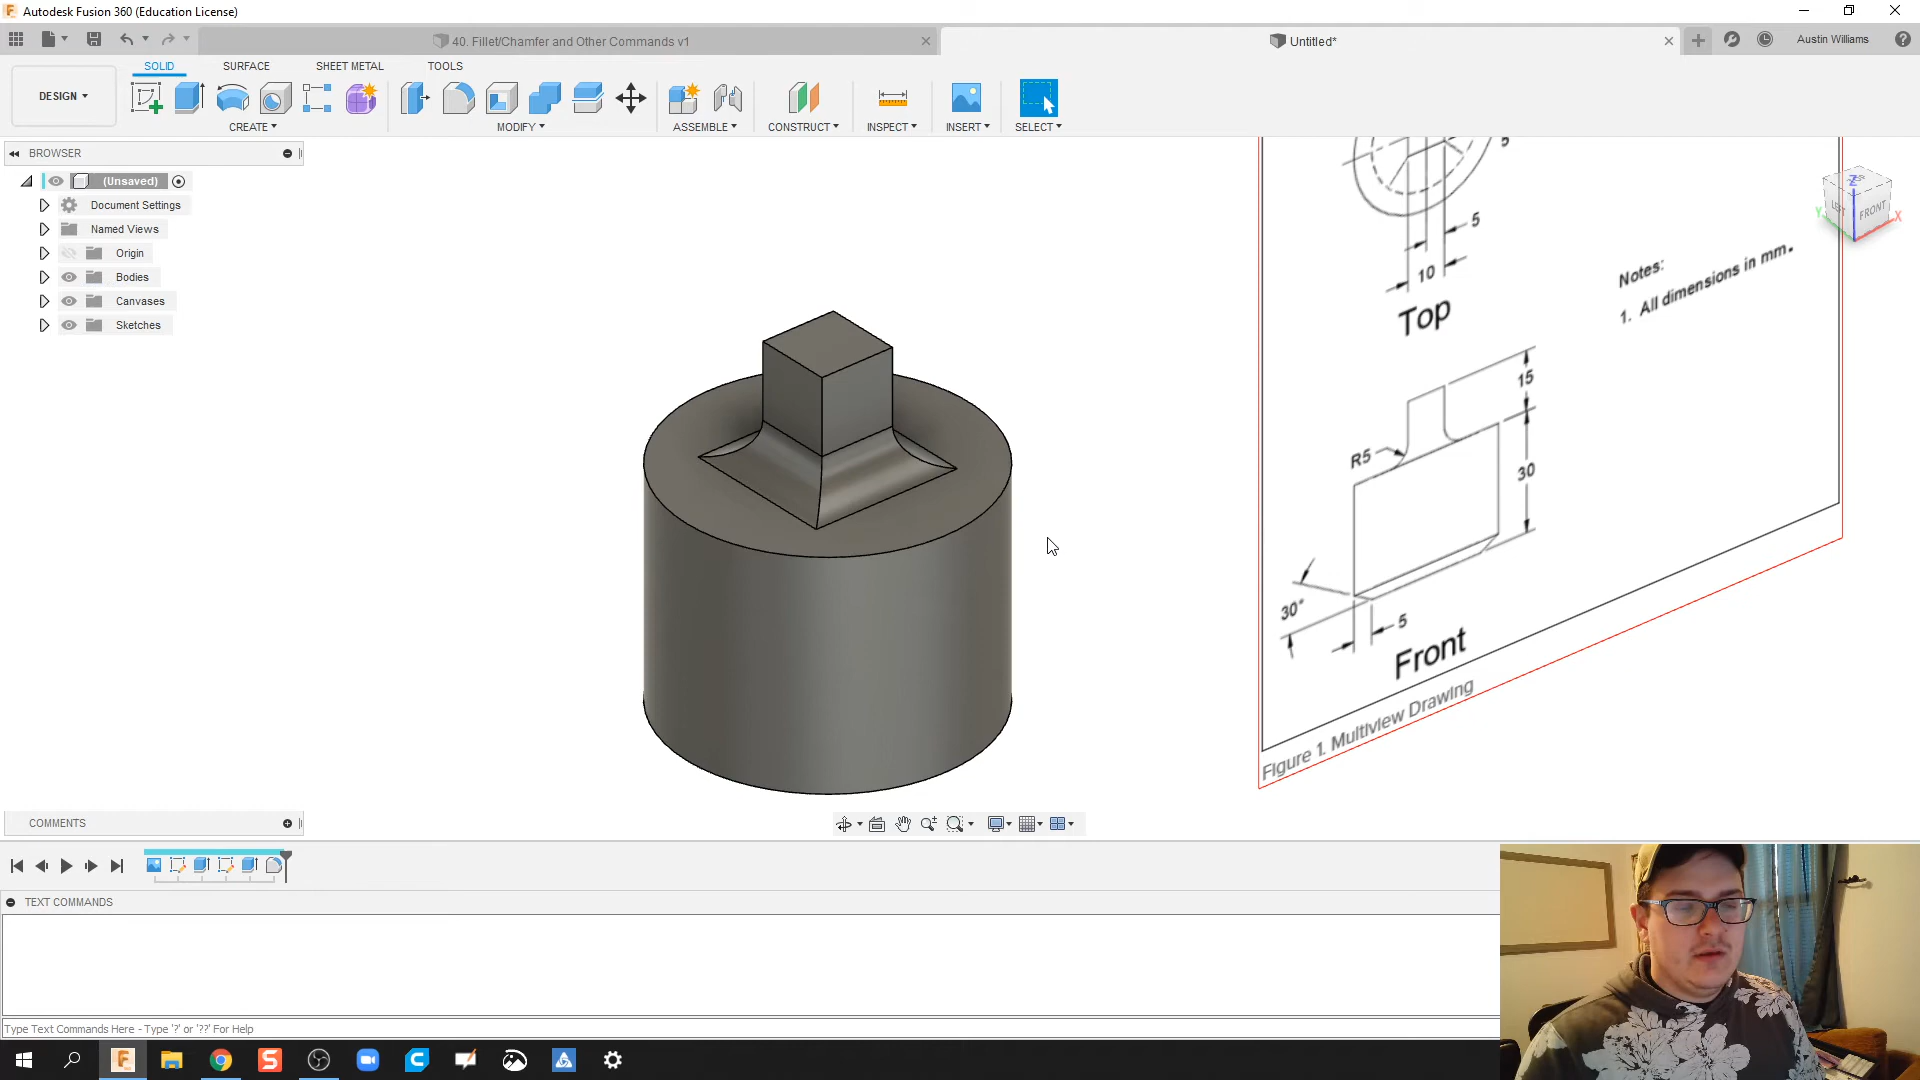 Autodesk Fusion 360 (Education License)
40. Fillet/Chamfer and Other Commands v1
Untitled*
Austin Williams
SOLID
SURFACE
SHEET METAL
TOOLS
DESIGN
CREATE
MODIFY
ASSEMBLE
CONSTRUCT
INSPECT
INSERT
SELECT
BROWSER
(Unsaved)
Document Settings
Named Views
Origin
Bodies
Canvases
Sketches
5
5
10
Top
Notes:
1. All dimensions in mm.
15
R5
30
30°
5
Front
Figure 1. Multiview Drawing
Z
LEFT
FRONT
Y
X
COMMENTS
TEXT COMMANDS
Type Text Commands Here - Type '?' or '??' For Help